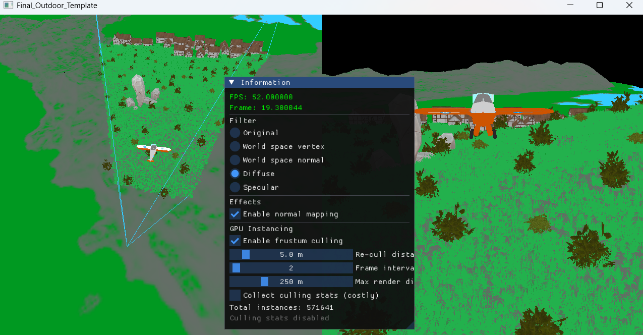 Final_Outdoor_Template
Information
FPS: 52.000000
Frame: 19.300044
Filter
Original
World space vertex
World space normal
Diffuse
Specular
Effects
Enable normal mapping
GPU Instancing
Enable frustum culling
5.0 m Re-cull dista
2 Frame interva
250 m Max render di
Collect culling stats (costly)
Total instances: 571641
Culling stats disabled